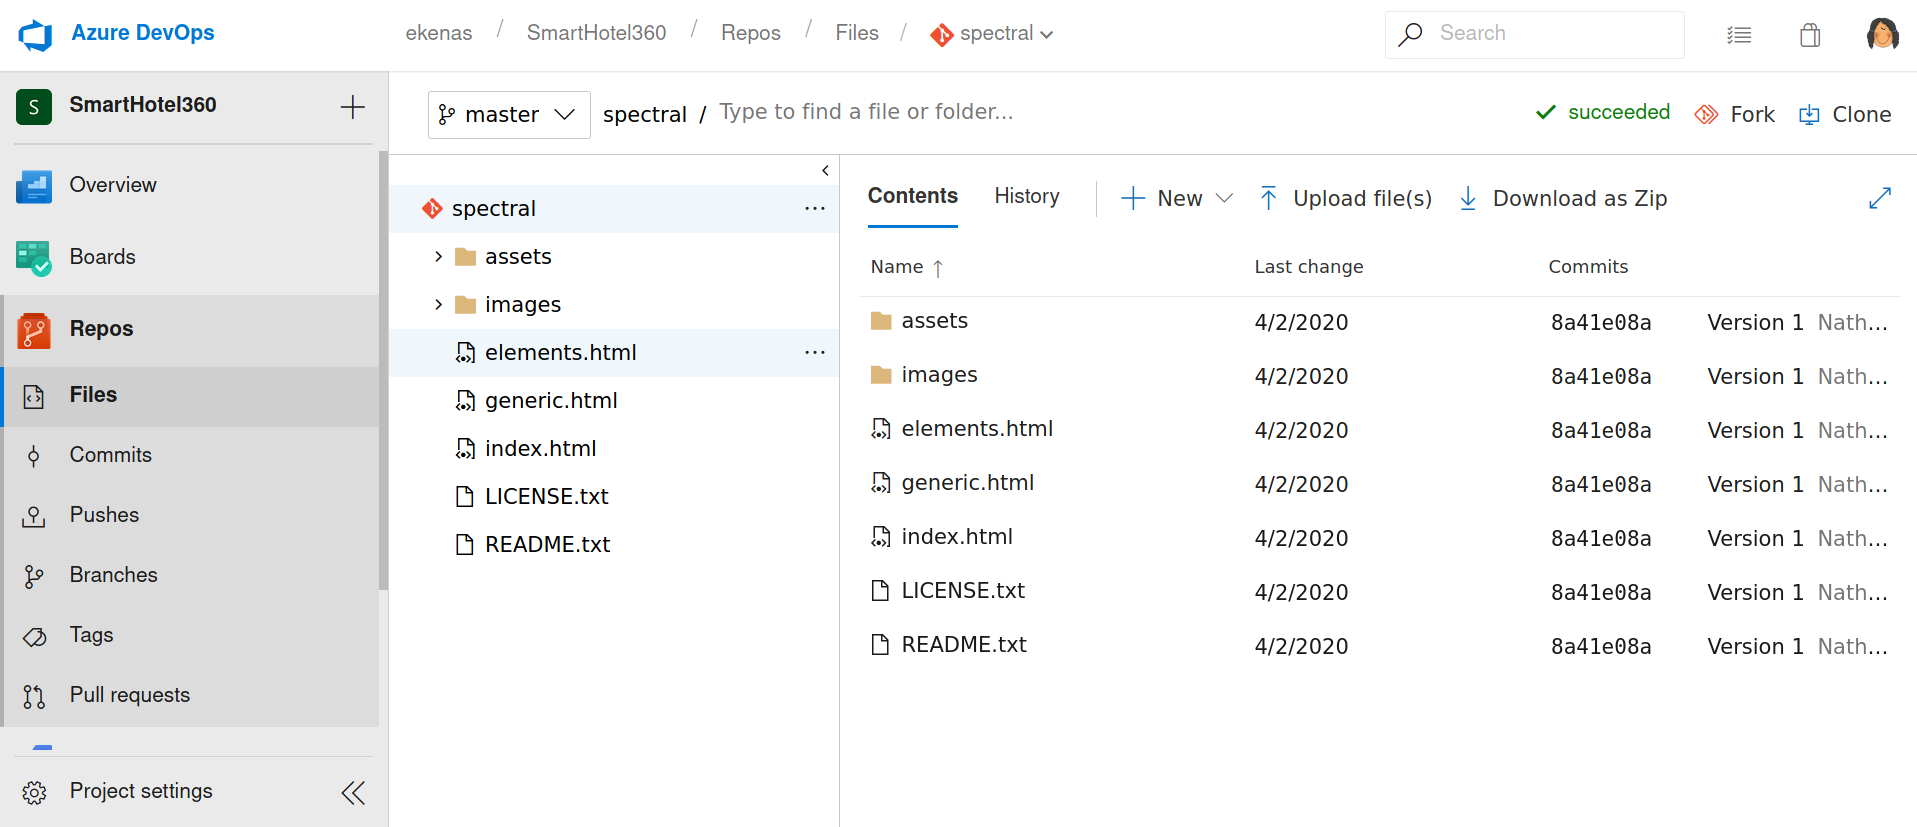 Azure DevOps
ekenas / SmartHotel360 / Repos / Files / spectral
Search
S SmartHotel360
Overview
Boards
Repos
Files
Commits
Pushes
Branches
Tags
Pull requests
Project settings
master spectral / Type to find a file or folder...
succeeded Fork Clone
spectral ...
assets
images
elements.html ...
generic.html
index.html
LICENSE.txt
README.txt
Contents History New Upload file(s) Download as Zip
Name ↑ Last change Commits
assets 4/2/2020 8a41e08a Version 1 Nath...
images 4/2/2020 8a41e08a Version 1 Nath...
elements.html 4/2/2020 8a41e08a Version 1 Nath...
generic.html 4/2/2020 8a41e08a Version 1 Nath...
index.html 4/2/2020 8a41e08a Version 1 Nath...
LICENSE.txt 4/2/2020 8a41e08a Version 1 Nath...
README.txt 4/2/2020 8a41e08a Version 1 Nath...